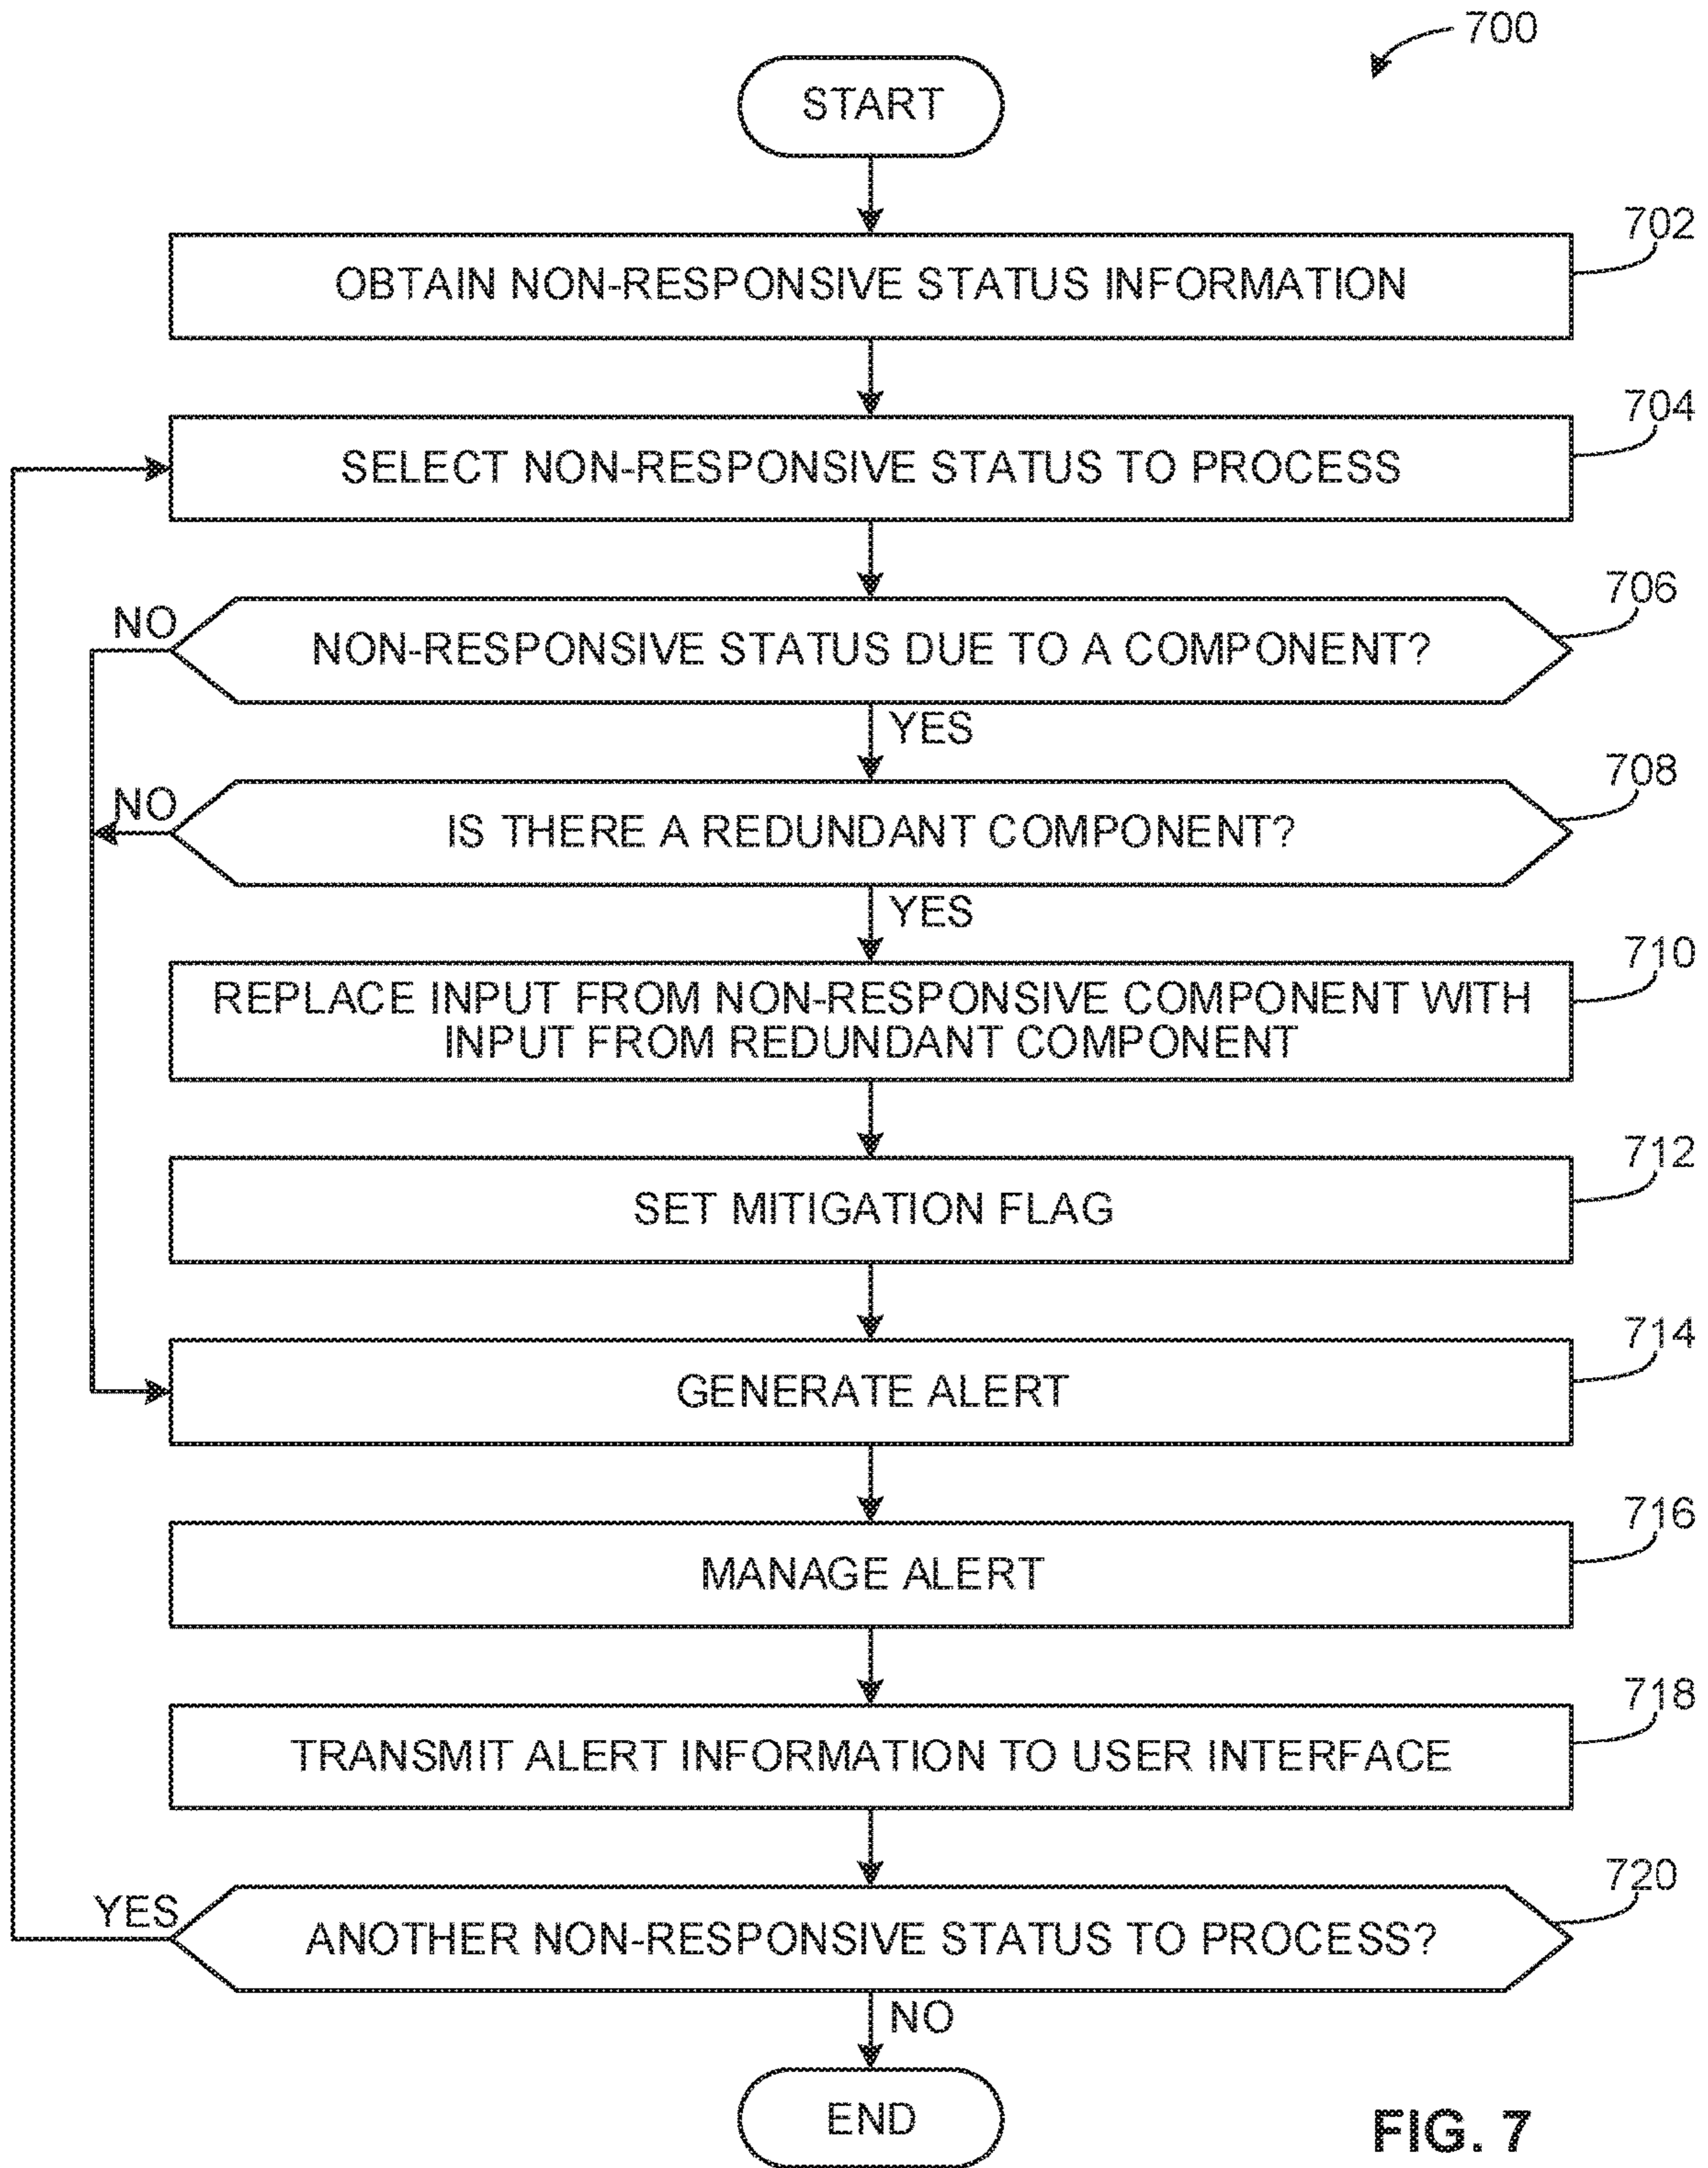 700
START
702
OBTAIN NON-RESPONSIVE STATUS INFORMATION
704
SELECT NON-RESPONSIVE STATUS TO PROCESS
706
NO
NON-RESPONSIVE STATUS DUE TO A COMPONENT?
YES
708
NO
IS THERE A REDUNDANT COMPONENT?
YES
710
REPLACE INPUT FROM NON-RESPONSIVE COMPONENT WITH
INPUT FROM REDUNDANT COMPONENT
712
SET MITIGATION FLAG
714
GENERATE ALERT
716
MANAGE ALERT
718
TRANSMIT ALERT INFORMATION TO USER INTERFACE
720
YES
ANOTHER NON-RESPONSIVE STATUS TO PROCESS?
NO
END
FIG. 7